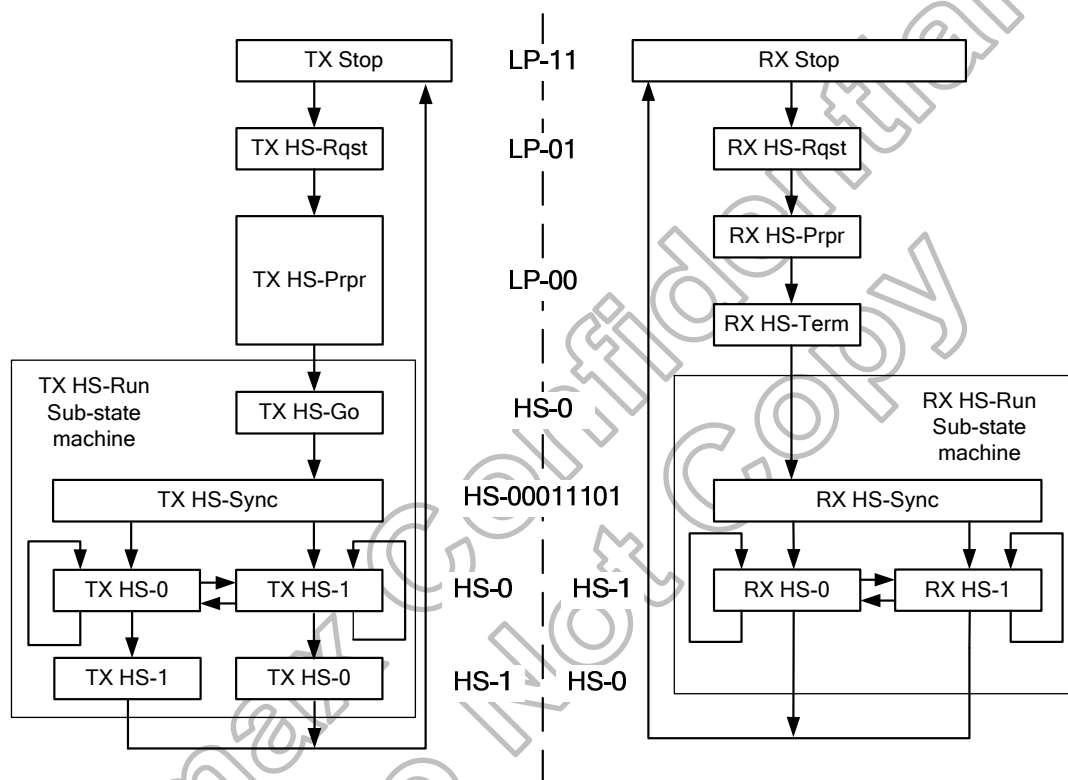 TX Stop
LP-11
RX Stop
TX HS-Rqst
LP-01
RX HS-Rqst
TX HS-Prpr
LP-00
RX HS-Prpr
RX HS-Term
TX HS-Run
Sub-state
machine
TX HS-Go
HS-0
RX HS-Run
Sub-state
machine
TX HS-Sync
HS-00011101
RX HS-Sync
TX HS-0
TX HS-1
HS-0
HS-1
RX HS-0
RX HS-1
TX HS-1
TX HS-0
HS-1
HS-0
max Confidential
Not Copy